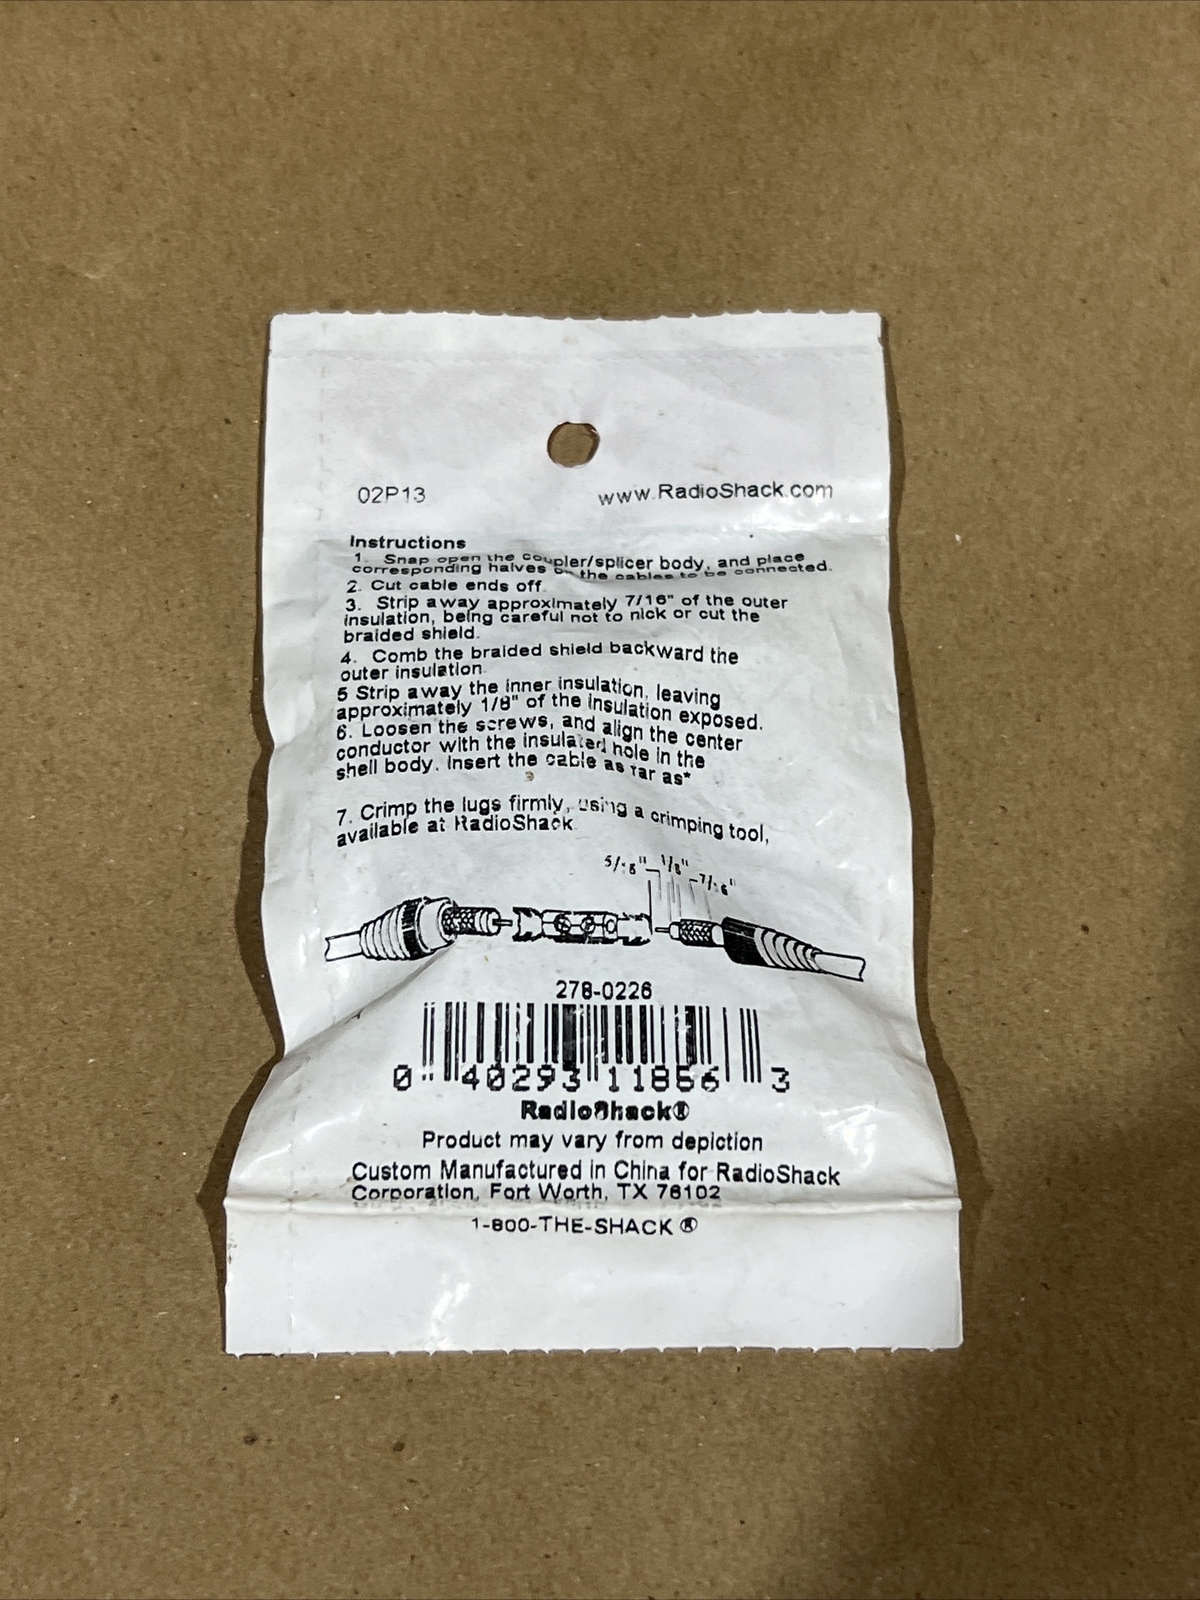 02P13
www.RadioShack.com
Instructions
1. Snap open the coupler/splicer body, and place
corresponding halves on the cables to be connected.
2. Cut cable ends off.
3. Strip away approximately 7/16" of the outer
insulation, being careful not to nick or cut the
braided shield.
4. Comb the braided shield backward the
outer insulation.
5 Strip away the inner insulation, leaving
approximately 1/8" of the insulation exposed.
6. Loosen the screws, and align the center
conductor with the insulated hole in the
shell body. Insert the cable as far as*
7. Crimp the lugs firmly, using a crimping tool,
available at RadioShack.
5/16" 1/8" 7/16"
278-0226
0 40293 11856 3
RadioShack®
Product may vary from depiction
Custom Manufactured in China for RadioShack
Corporation, Fort Worth, TX 76102
1-800-THE-SHACK ®